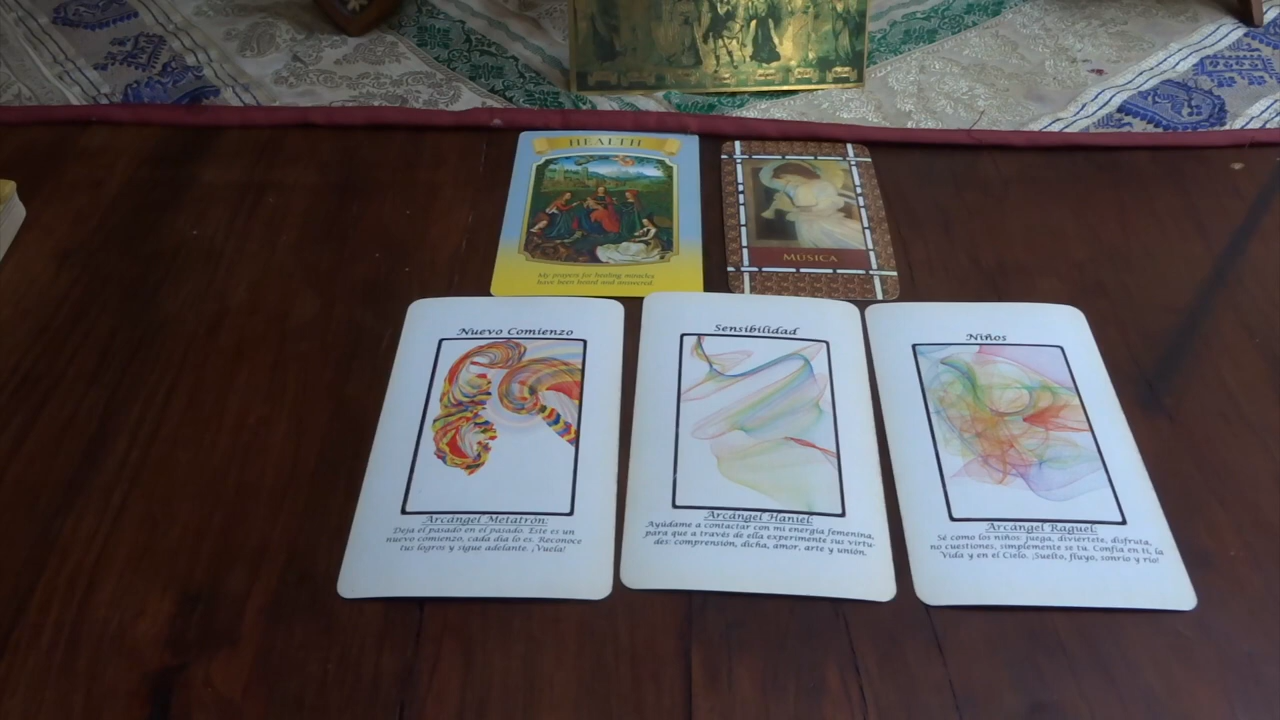 HEALTH
My prayers for healing miracles
have been heard and answered.
MÚSICA
Nuevo Comienzo
Arcángel Metatrón:
Deja el pasado en el pasado. Este es un
nuevo comienzo, cada día lo es. Reconoce
tus logros y sigue adelante. ¡Vuela!
Sensibilidad
Arcángel Haniel:
Ayúdame a contactar con mi energía femenina,
para que a través de ella experimente sus virtu-
des: comprensión, dicha, amor, arte y unión.
Niños
Arcángel Raguel:
Sé como los niños: juega, diviértete, disfruta,
no cuestiones, simplemente se tú. Confía en ti, la
Vida y en el Cielo. ¡Suelto, fluyo, sonrío y río!